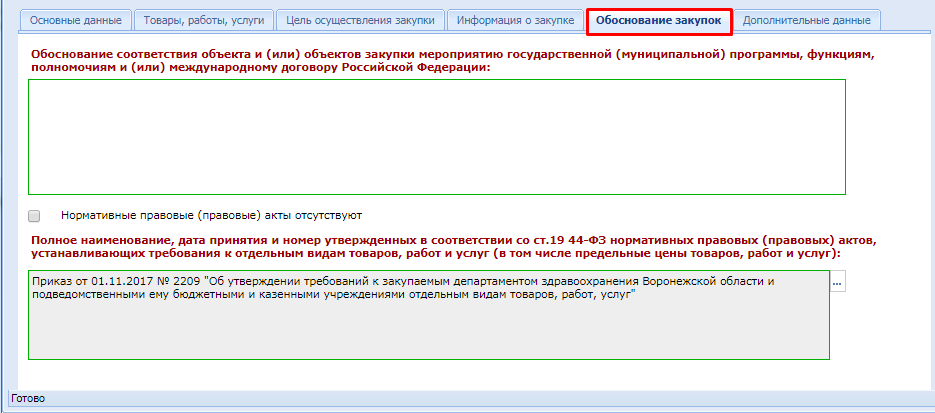 Основные данные Товары, работы, услуги Цель осуществления закупки Информация о закупке Обоснование закупок Дополнительные данные
Обоснование соответствия объекта и (или) объектов закупки мероприятию государственной (муниципальной) программы, функциям,
полномочиям и (или) международному договору Российской Федерации:
Нормативные правовые (правовые) акты отсутствуют
Полное наименование, дата принятия и номер утвержденных в соответствии со ст.19 44-ФЗ нормативных правовых (правовых) актов,
устанавливающих требования к отдельным видам товаров, работ и услуг (в том числе предельные цены товаров, работ и услуг):
Приказ от 01.11.2017 № 2209 "Об утверждении требований к закупаемым департаментом здравоохранения Воронежской области и
подведомственными ему бюджетными и казенными учреждениями отдельным видам товаров, работ, услуг"
...
Готово